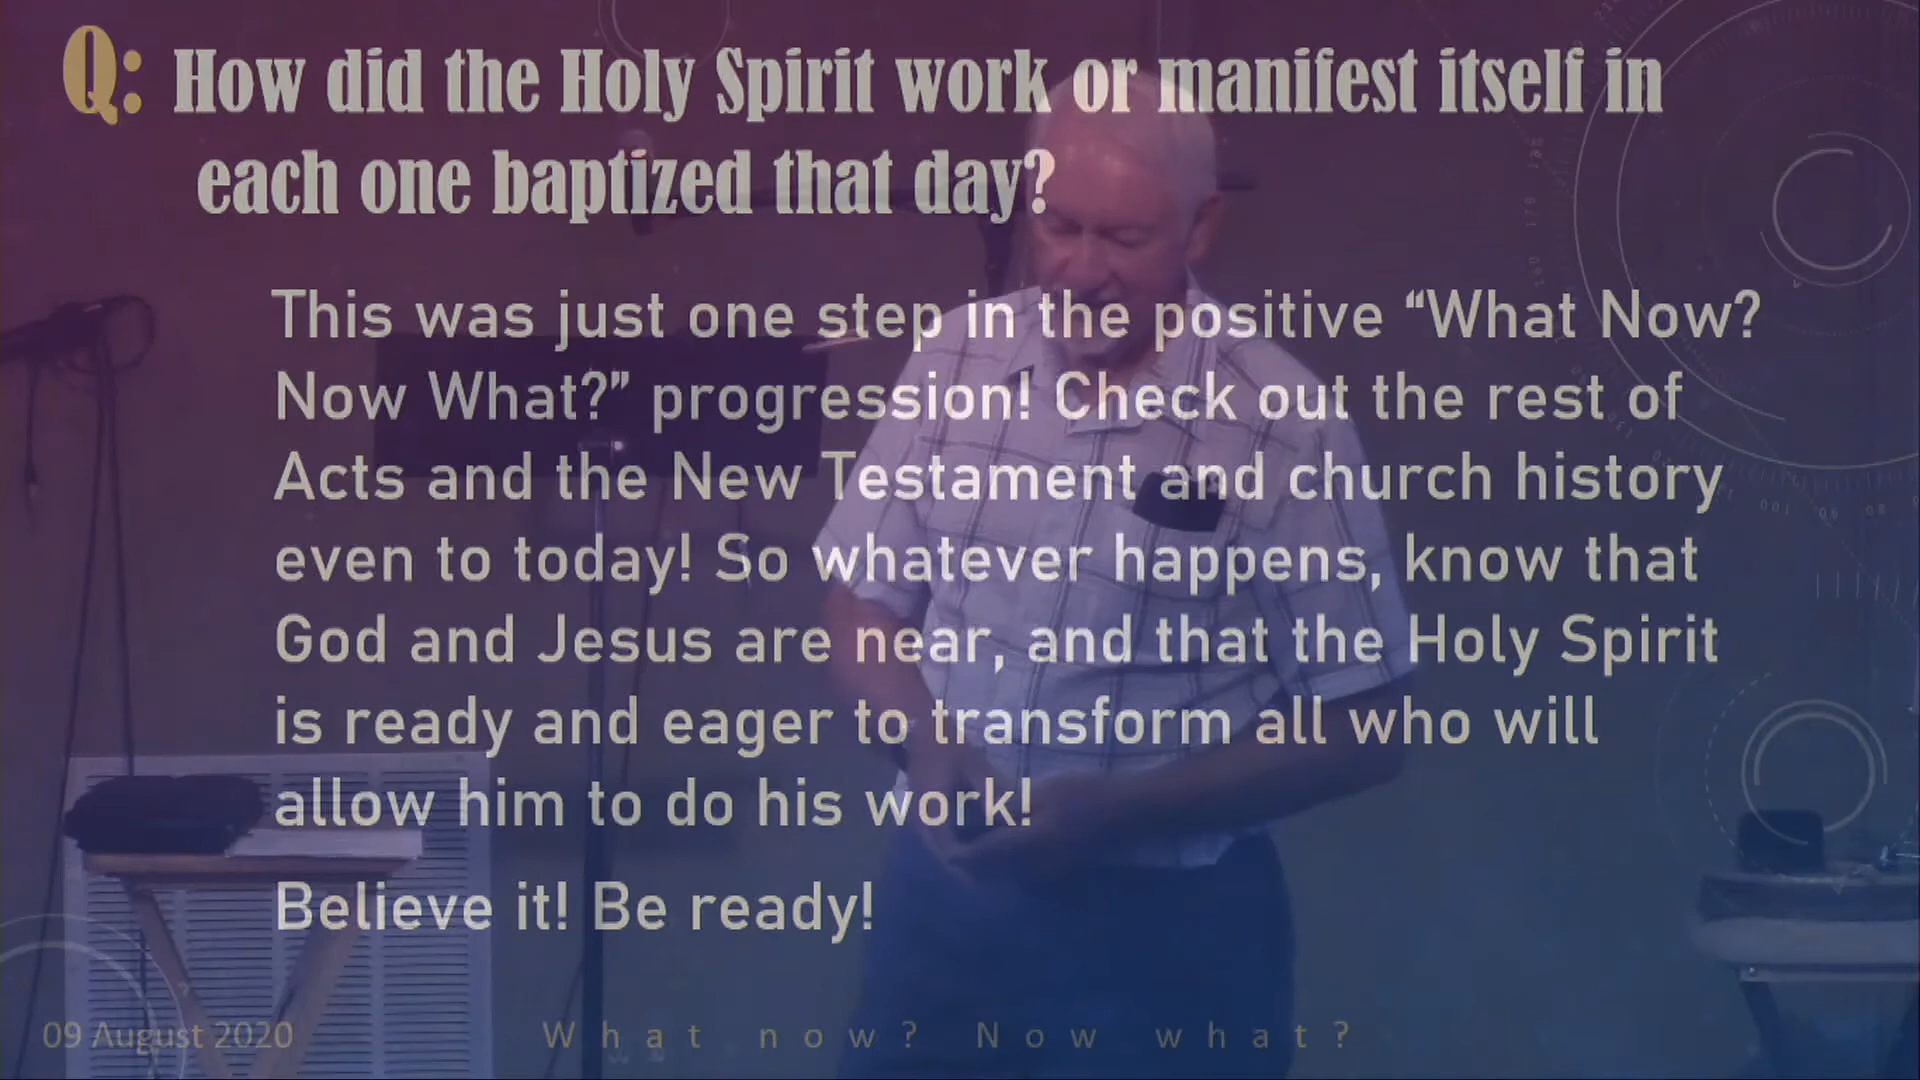 Q: How did the Holy Spirit work or manifest itself in
each one baptized that day?
This was just one step in the positive “What Now?
Now What?” progression! Check out the rest of
Acts and the New Testament and church history
even to today! So whatever happens, know that
God and Jesus are near, and that the Holy Spirit
is ready and eager to transform all who will
allow him to do his work!
Believe it! Be ready!
09 August 2020
What now? Now what?